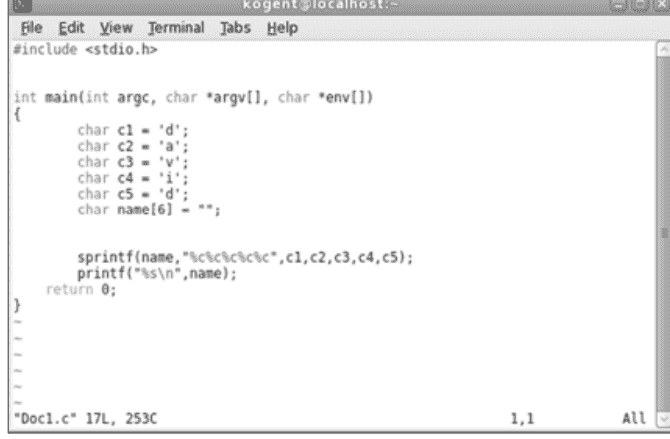 kogent@localhost:~
File Edit View Terminal Tabs Help
#include <stdio.h>
int main(int argc, char *argv[], char *env[])
{
char c1 = 'd';
char c2 = 'a';
char c3 = 'v';
char c4 = 'i';
char c5 = 'd';
char name[6] = "";
sprintf(name,"%c%c%c%c%c",c1,c2,c3,c4,c5);
printf("%s\n",name);
return 0;
}
~
~
~
~
~
~
"Doc1.c" 17L, 253C 1,1 All